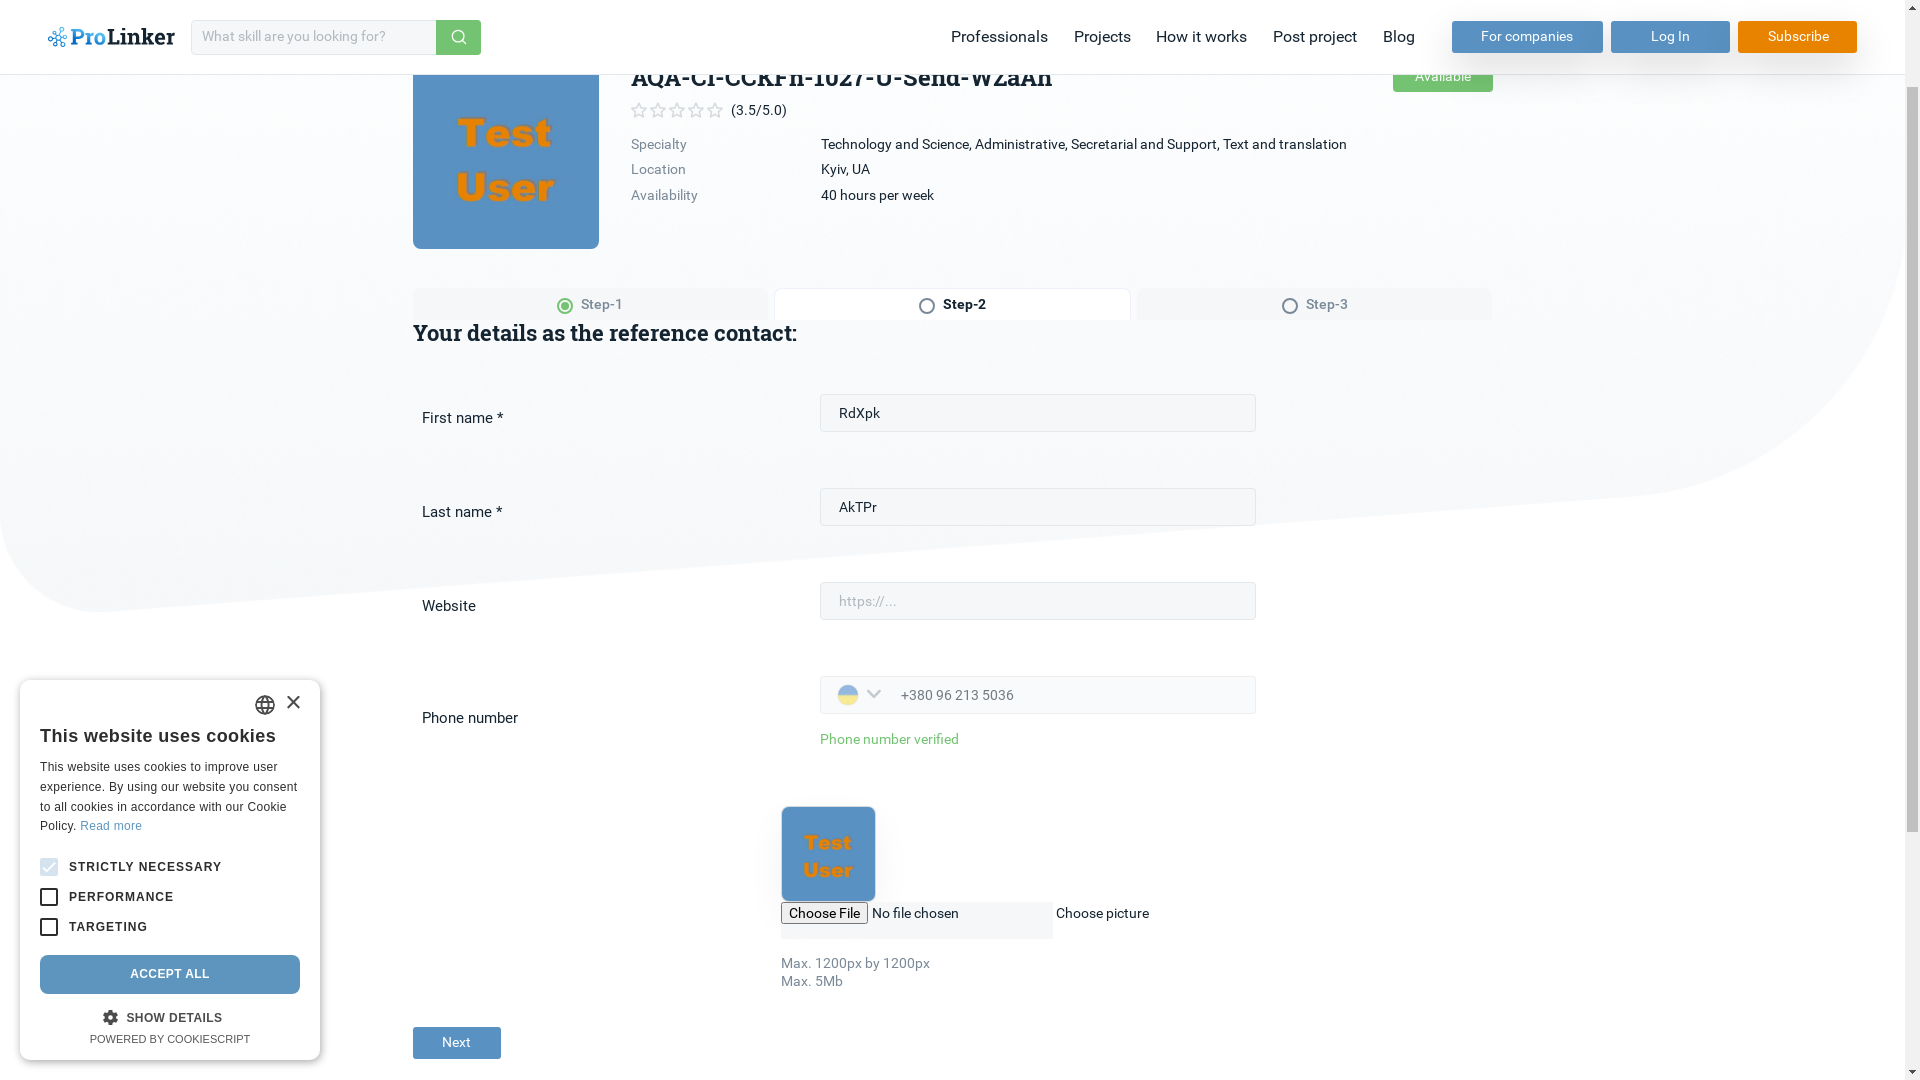 ProLinker
What skill are you looking for?
Professionals
Projects
How it works
Post project
Blog
For companies
Log In
Subscribe
AQA-CI-CCKFh-1027-U-Send-WZaAh
Available
Test
User
(3.5/5.0)
Specialty
Technology and Science, Administrative, Secretarial and Support, Text and translation
Location
Kyiv, UA
Availability
40 hours per week
Step-1
Step-2
Step-3
Your details as the reference contact:
First name *
RdXpk
Last name *
AkTPr
Website
https://...
Phone number
+380 96 213 5036
Phone number verified
Test
User
Choose File No file chosen
Choose picture
Max. 1200px by 1200px
Max. 5Mb
Next
This website uses cookies
This website uses cookies to improve user
experience. By using our website you consent
to all cookies in accordance with our Cookie
Policy. Read more
STRICTLY NECESSARY
PERFORMANCE
TARGETING
ACCEPT ALL
SHOW DETAILS
POWERED BY COOKIESCRIPT